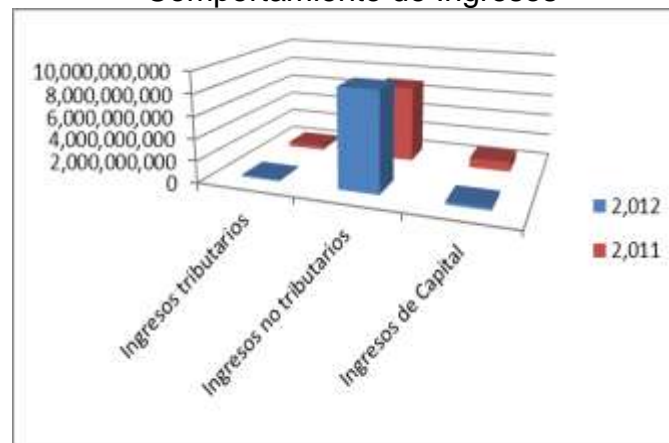 Comportamiento de Ingresos
10,000,000,000
8,000,000,000
6,000,000,000
4,000,000,000
2,000,000,000
0
Ingresos tributarios
Ingresos no tributarios
Ingresos de Capital
2,012
2,011